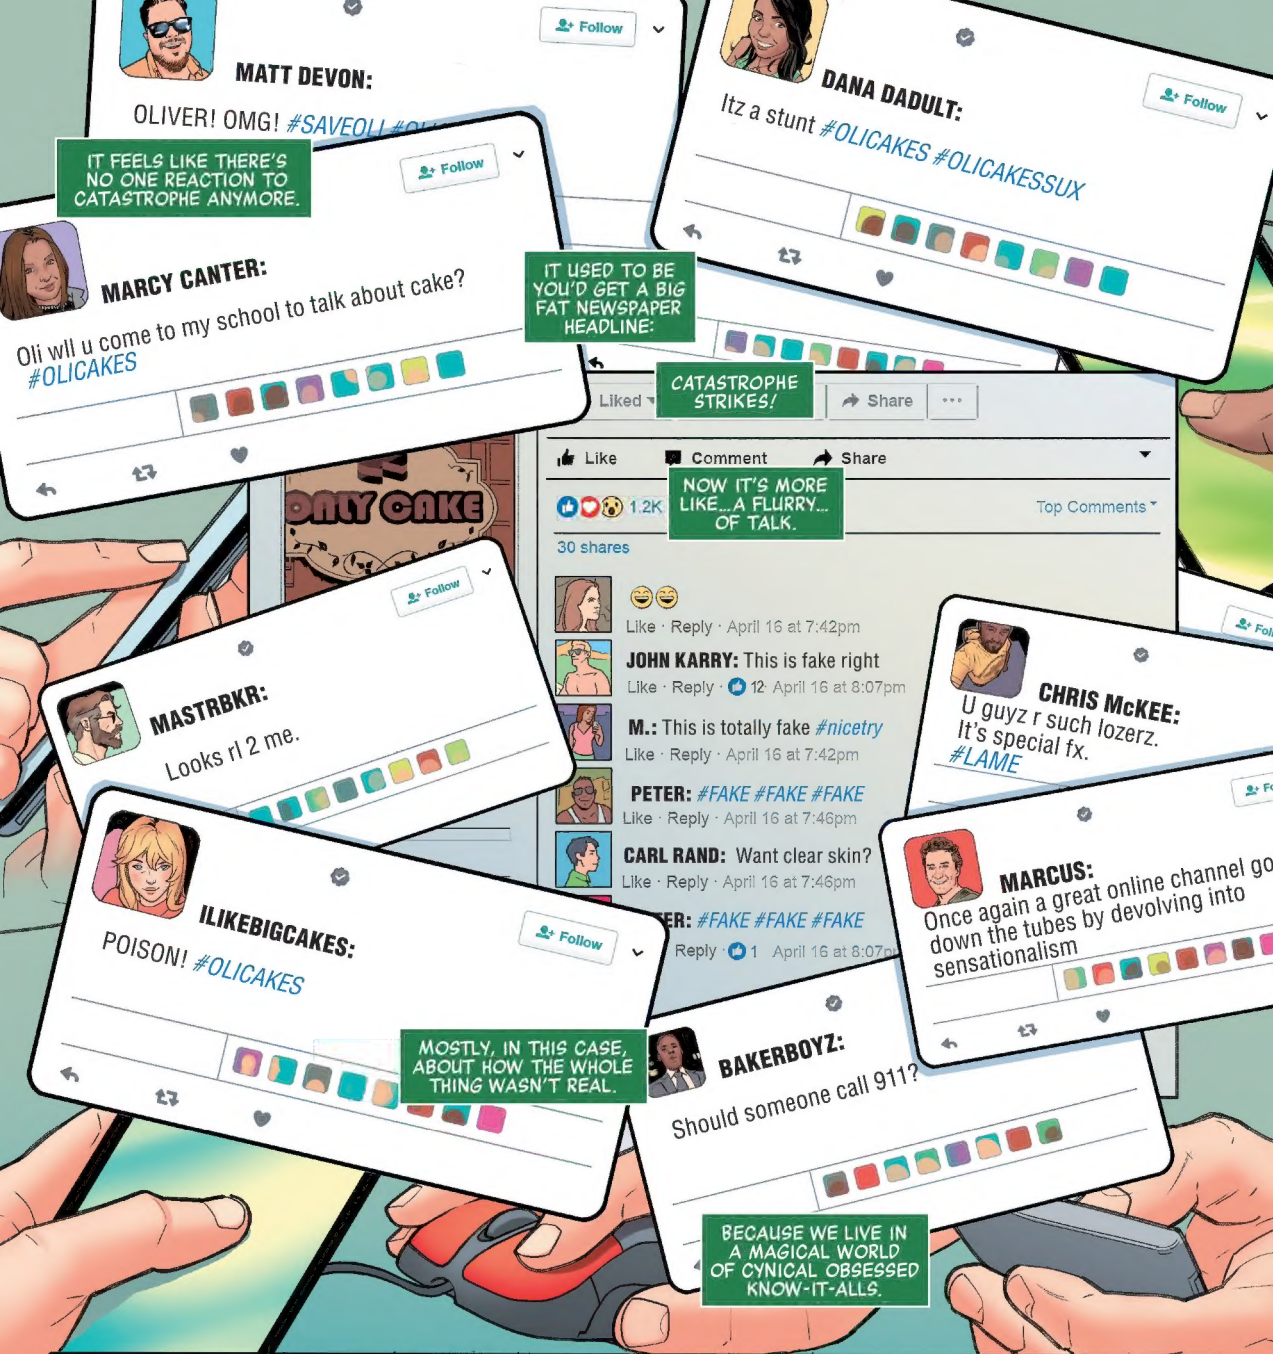 Follow
MATT DEVON:
OLIVER! OMG! #SAVEOLI
DANA DADULT:
Follow
Itz a stunt #OLICAKES #OLICAKESSUX
IT FEELS LIKE THERE'S
NO ONE REACTION TO
CATASTROPHE ANYMORE.
Follow
MARCY CANTER:
Oli wil u come to my school to talk about cake?
#OLICAKES
IT USED TO BE
YOU'D GET A BIG
FAT NEWSPAPER
HEADLINE:
CATASTROPHE
STRIKES!
Liked
Share
Like
Comment
Share
NOW IT'S MORE
LIKE...A FLURRY...
OF TALK.
1.2K
Top Comments
30 shares
ONLY CAKE
Like · Reply · April 16 at 7:42pm
JOHN KARRY: This is fake right
Like · Reply · 12 · April 16 at 8:07pm
M.: This is totally fake #nicetry
Like · Reply · April 16 at 7:42pm
PETER: #FAKE #FAKE #FAKE
Like · Reply · April 16 at 7:46pm
CARL RAND: Want clear skin?
Like · Reply · April 16 at 7:46pm
#FAKE #FAKE #FAKE
Reply · 1 April 16 at 8:07
Follow
MASTRBKR:
Looks rl 2 me.
CHRIS McKEE:
U guyz r such lozerz.
It's special fx.
#LAME
MARCUS:
Once again a great online channel go
down the tubes by devolving into
sensationalism
ILIKEBIGCAKES:
Follow
POISON! #OLICAKES
MOSTLY, IN THIS CASE,
ABOUT HOW THE WHOLE
THING WASN'T REAL.
BAKERBOYZ:
Should someone call 911?
BECAUSE WE LIVE IN
A MAGICAL WORLD
OF CYNICAL OBSESSED
KNOW-IT-ALLS.